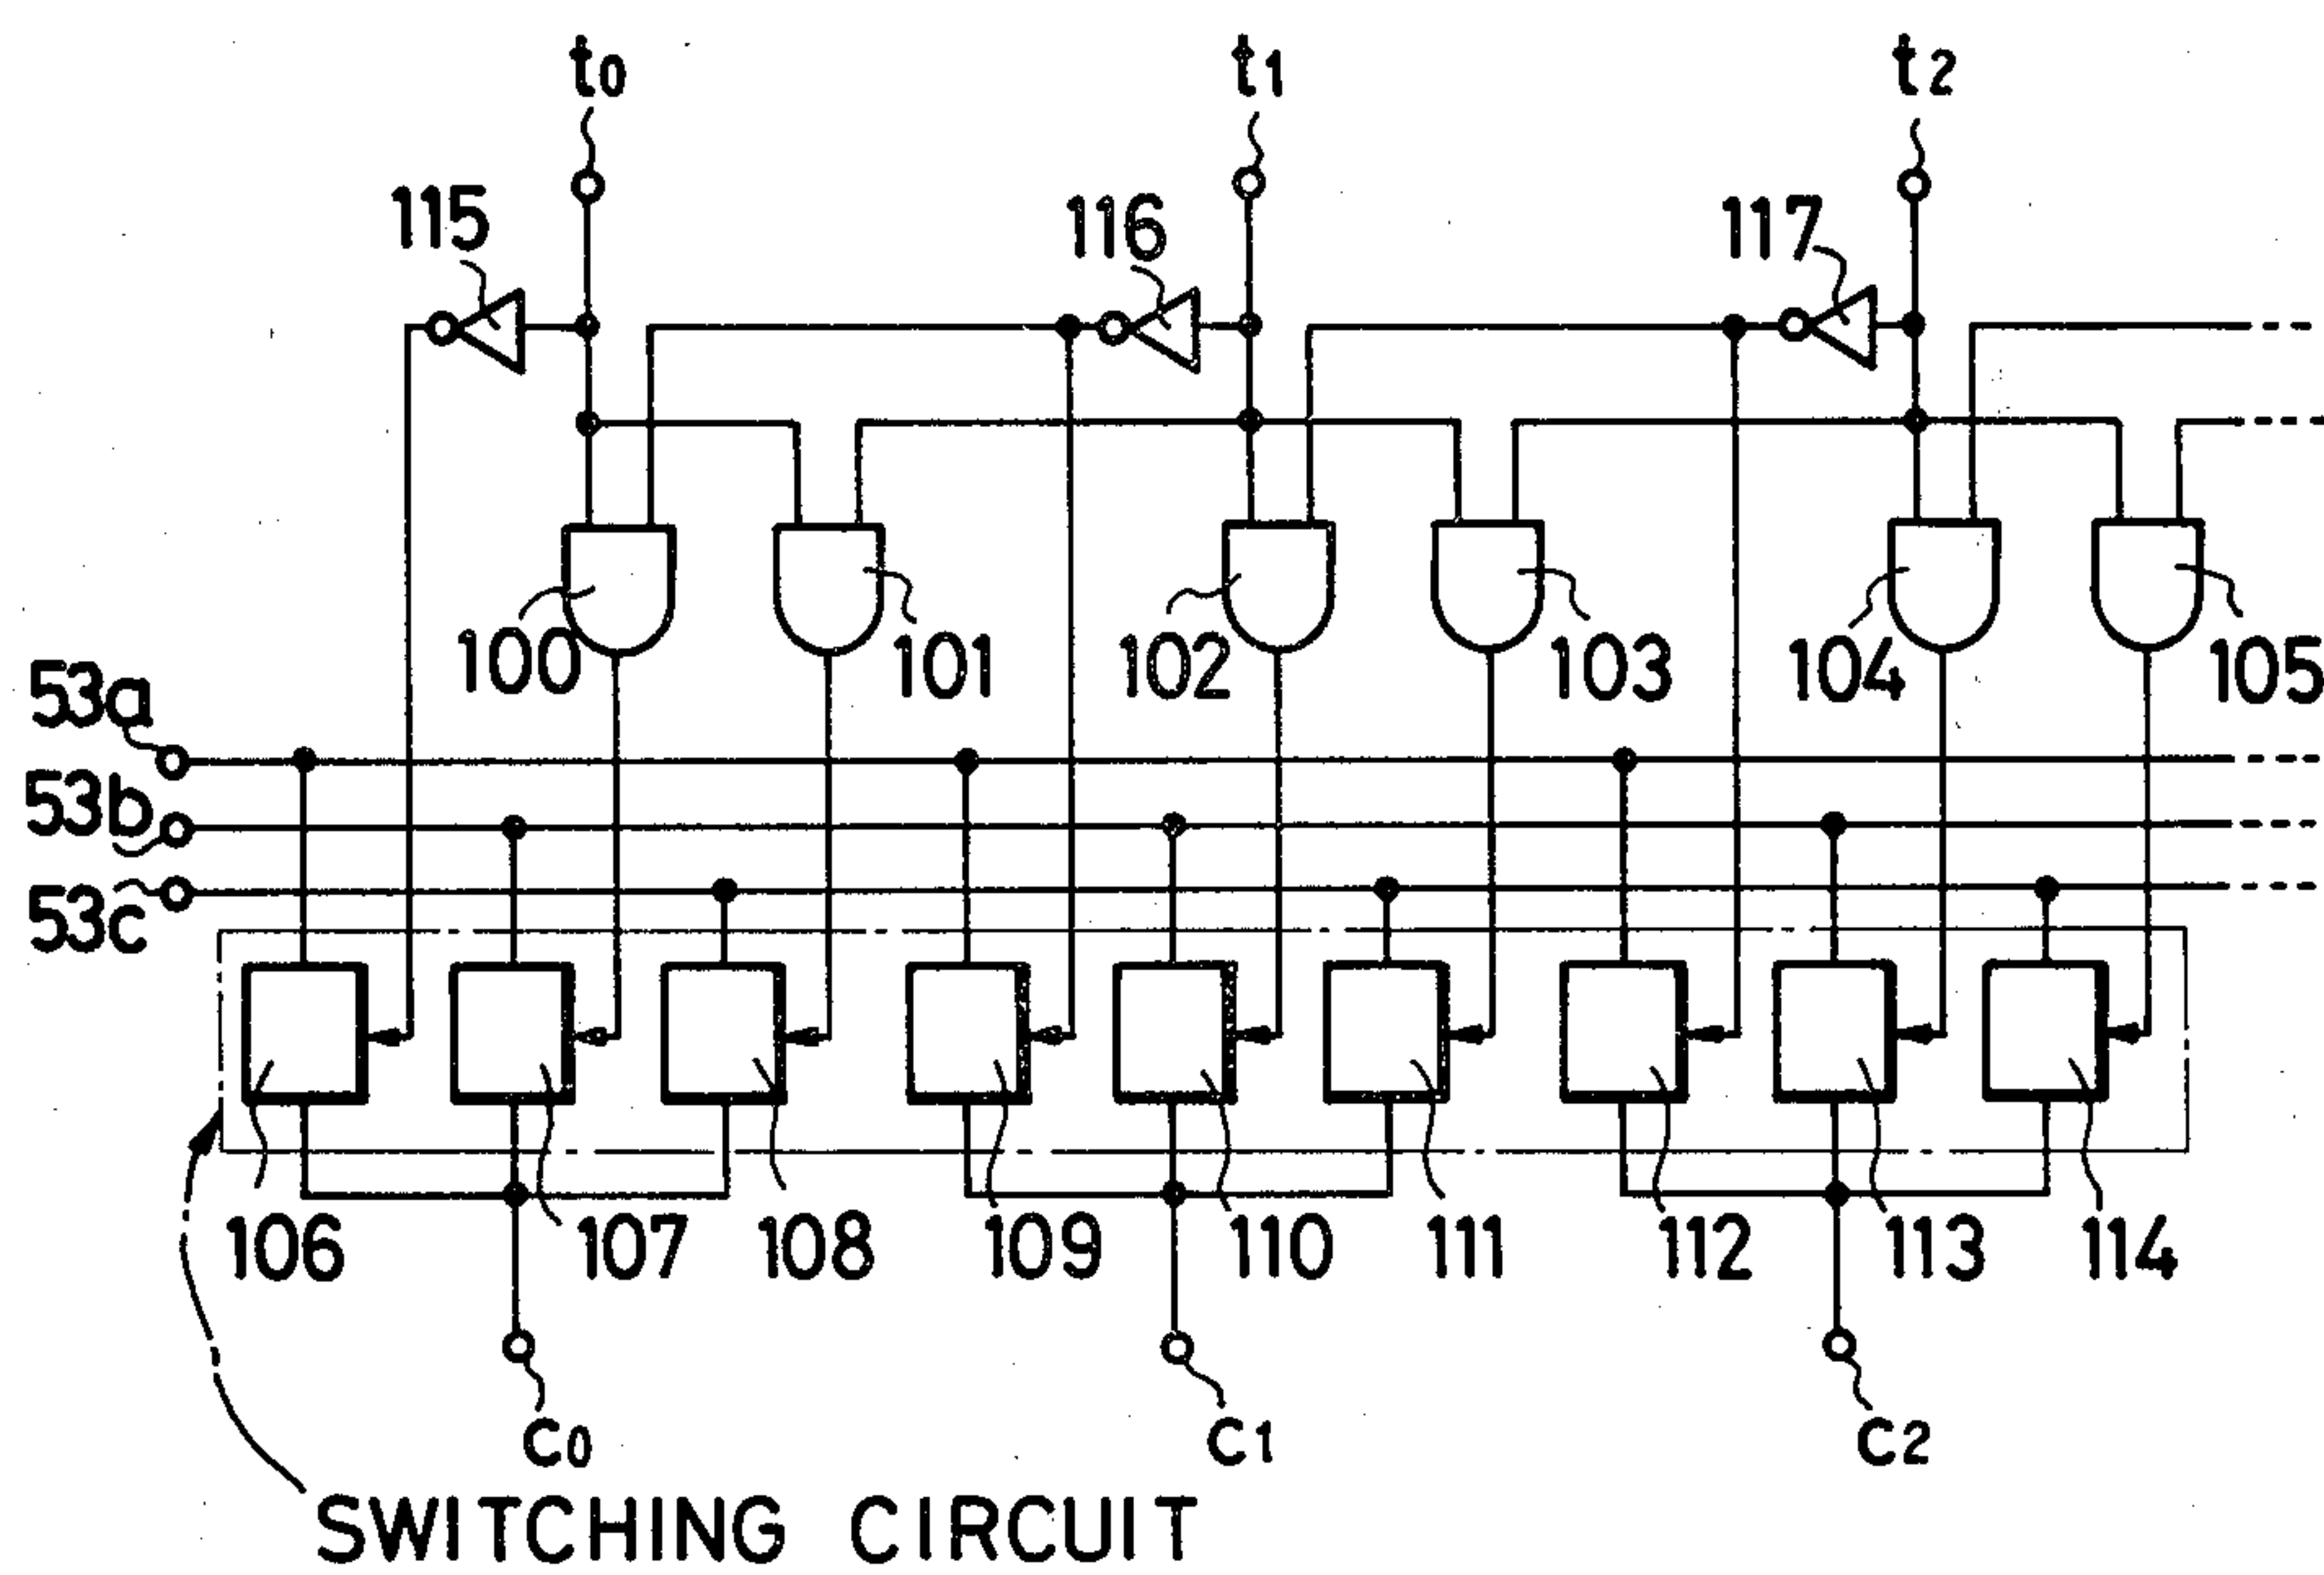 t0 t1 t2
115 116 117
100 101 102 103 104 105
53a
53b
53c
106 107 108 109 110 111 112 113 114
C0 C1 C2
SWITCHING CIRCUIT